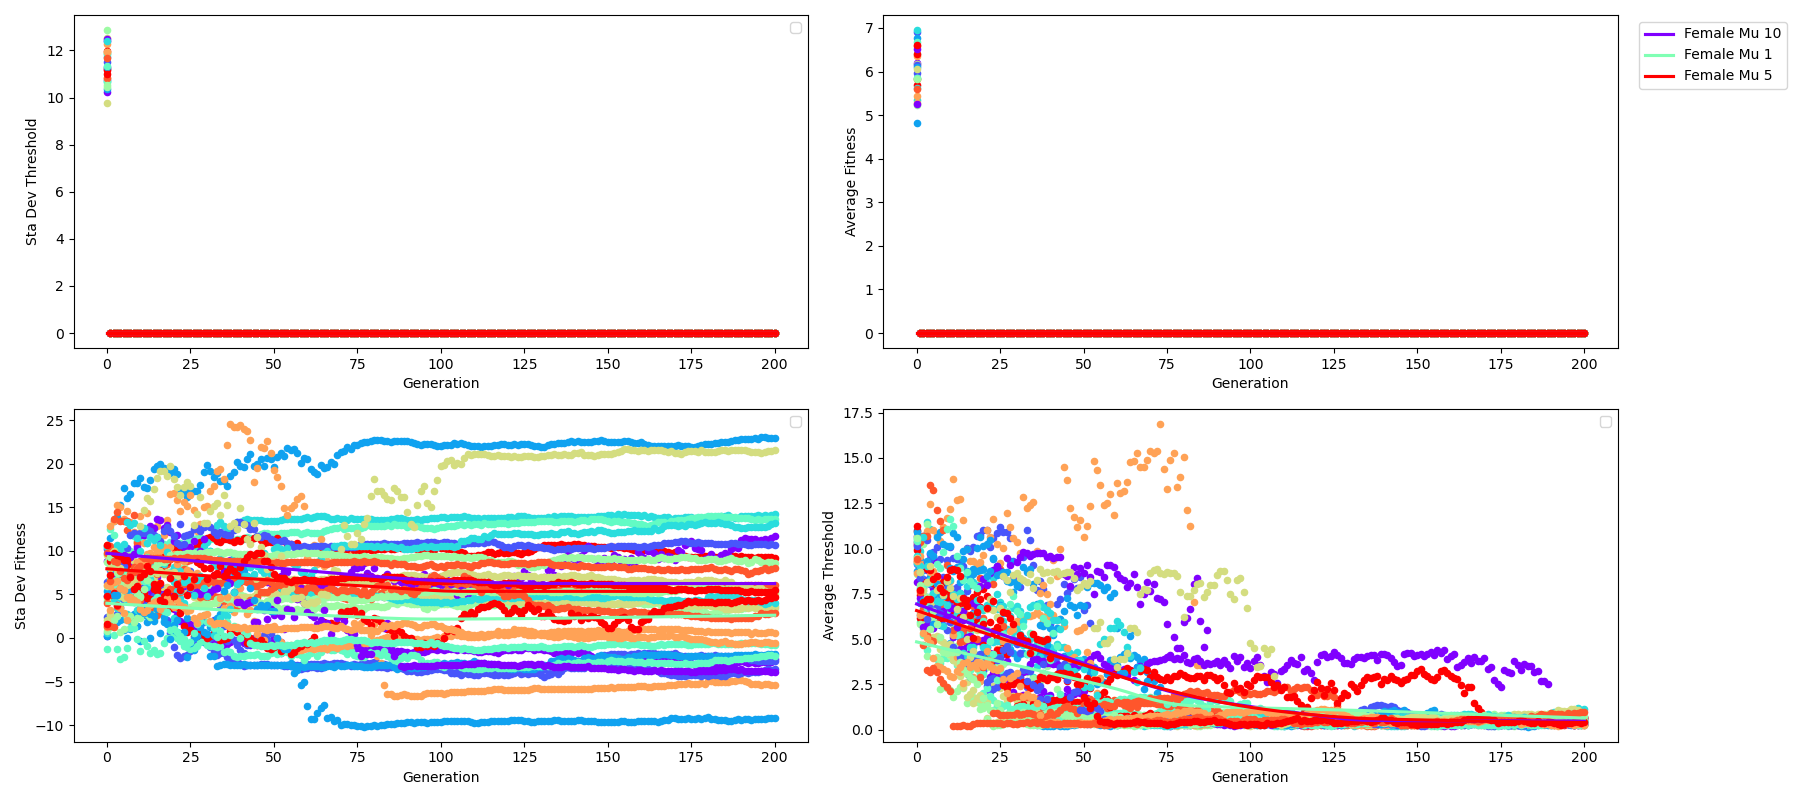 Sta Dev Threshold
12
10
8
6
4
2
0
0 25 50 75 100 125 150 175 200
Generation
Average Fitness
7
6
5
4
3
2
1
0
0 25 50 75 100 125 150 175 200
Generation
Female Mu 10
Female Mu 1
Female Mu 5
Sta Dev Fitness
25
20
15
10
5
0
−5
−10
0 25 50 75 100 125 150 175 200
Generation
Average Threshold
17.5
15.0
12.5
10.0
7.5
5.0
2.5
0.0
0 25 50 75 100 125 150 175 200
Generation